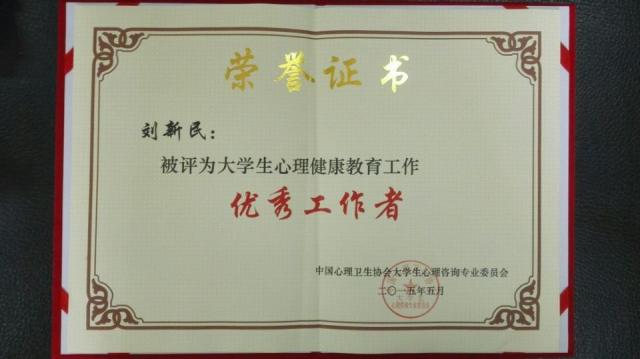 荣誉证书
刘新民：
被评为大学生心理健康教育工作
优秀工作者
中国心理卫生协会大学生心理咨询专业委员会
二〇一五年五月